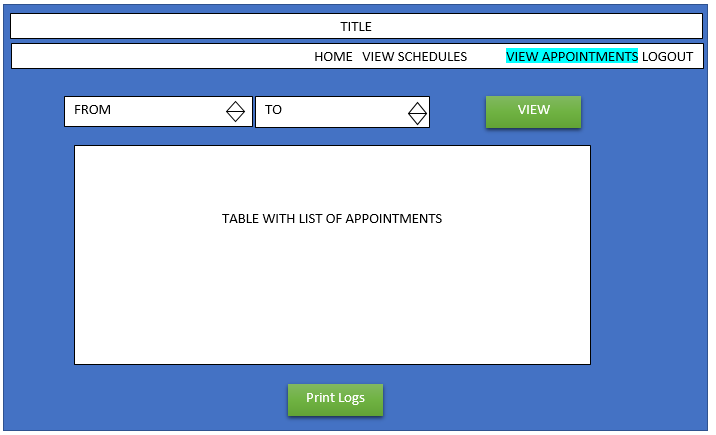 TITLE
HOME VIEW SCHEDULES VIEW APPOINTMENTS LOGOUT
FROM TO VIEW
TABLE WITH LIST OF APPOINTMENTS
Print Logs